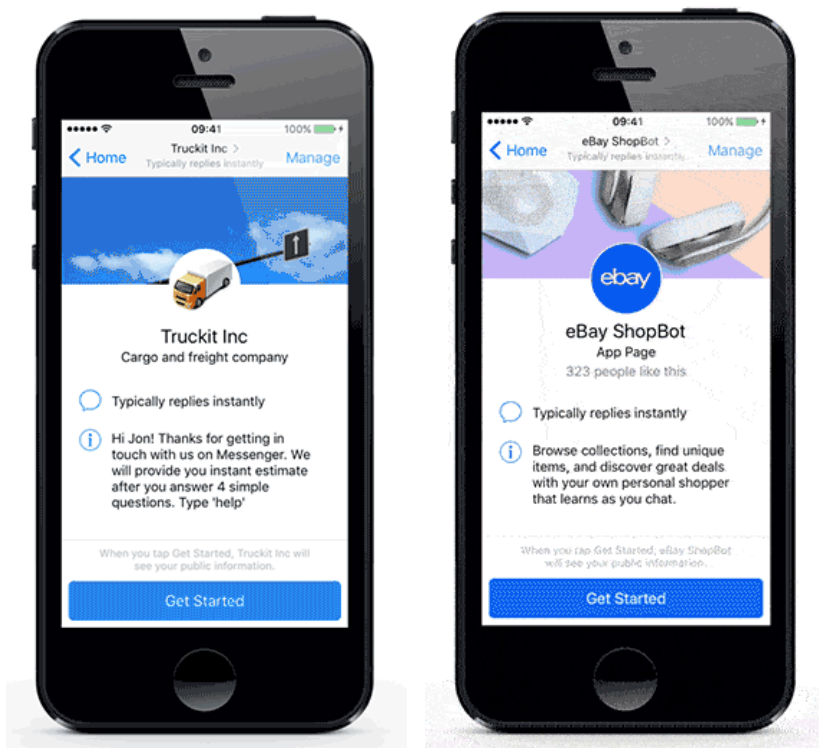 09:41
100%
Home
Truckit Inc >
Typically replies instantly
Manage
Truckit Inc
Cargo and freight company
Typically replies instantly
Hi Jon! Thanks for getting in
touch with us on Messenger. We
will provide you instant estimate
after you answer 4 simple
questions. Type 'help'
When you tap Get Started, Truckit Inc will
see your public information.
Get Started
09:41
100%
Home
eBay ShopBot >
Typically replies instantly
Manage
ebay
eBay ShopBot
App Page
323 people like this
Typically replies instantly
Browse collections, find unique
items, and discover great deals
with your own personal shopper
that learns as you chat.
When you tap Get Started, eBay ShopBot
will see your public information.
Get Started